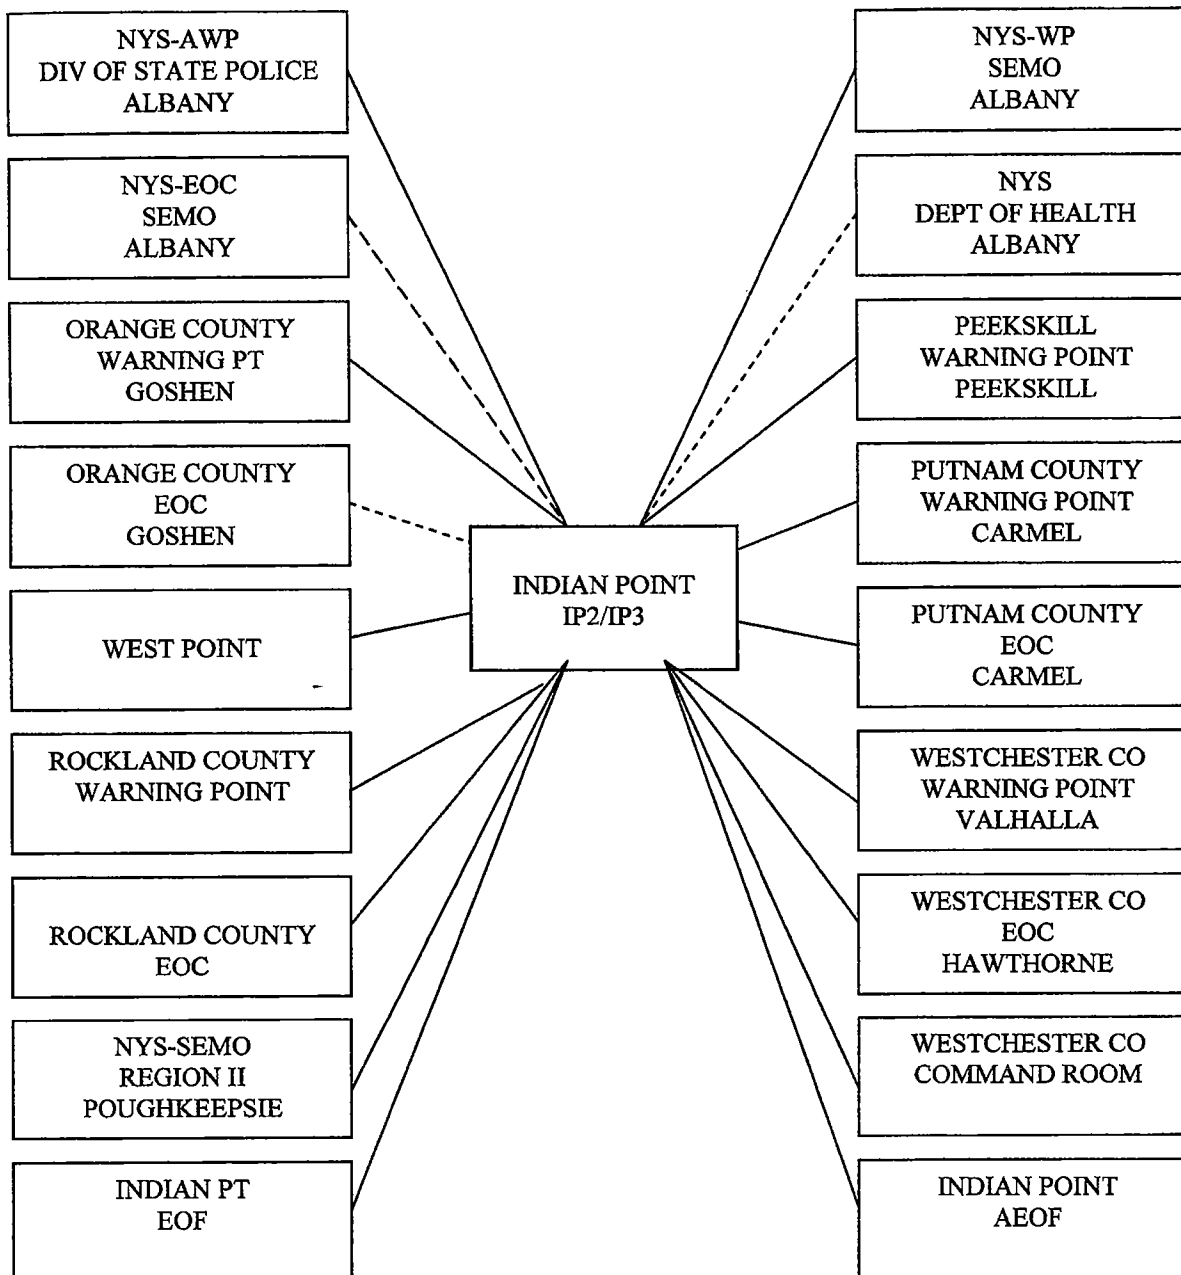 NYS-AWP
DIV OF STATE POLICE
ALBANY
NYS-EOC
SEMO
ALBANY
ORANGE COUNTY
WARNING PT
GOSHEN
ORANGE COUNTY
EOC
GOSHEN
WEST POINT
ROCKLAND COUNTY
WARNING POINT
ROCKLAND COUNTY
EOC
NYS-SEMO
REGION II
POUGHKEEPSIE
INDIAN PT
EOF
INDIAN POINT
IP2/IP3
NYS-WP
SEMO
ALBANY
NYS
DEPT OF HEALTH
ALBANY
PEEKSKILL
WARNING POINT
PEEKSKILL
PUTNAM COUNTY
WARNING POINT
CARMEL
PUTNAM COUNTY
EOC
CARMEL
WESTCHESTER CO
WARNING POINT
VALHALLA
WESTCHESTER CO
EOC
HAWTHORNE
WESTCHESTER CO
COMMAND ROOM
INDIAN POINT
AEOF